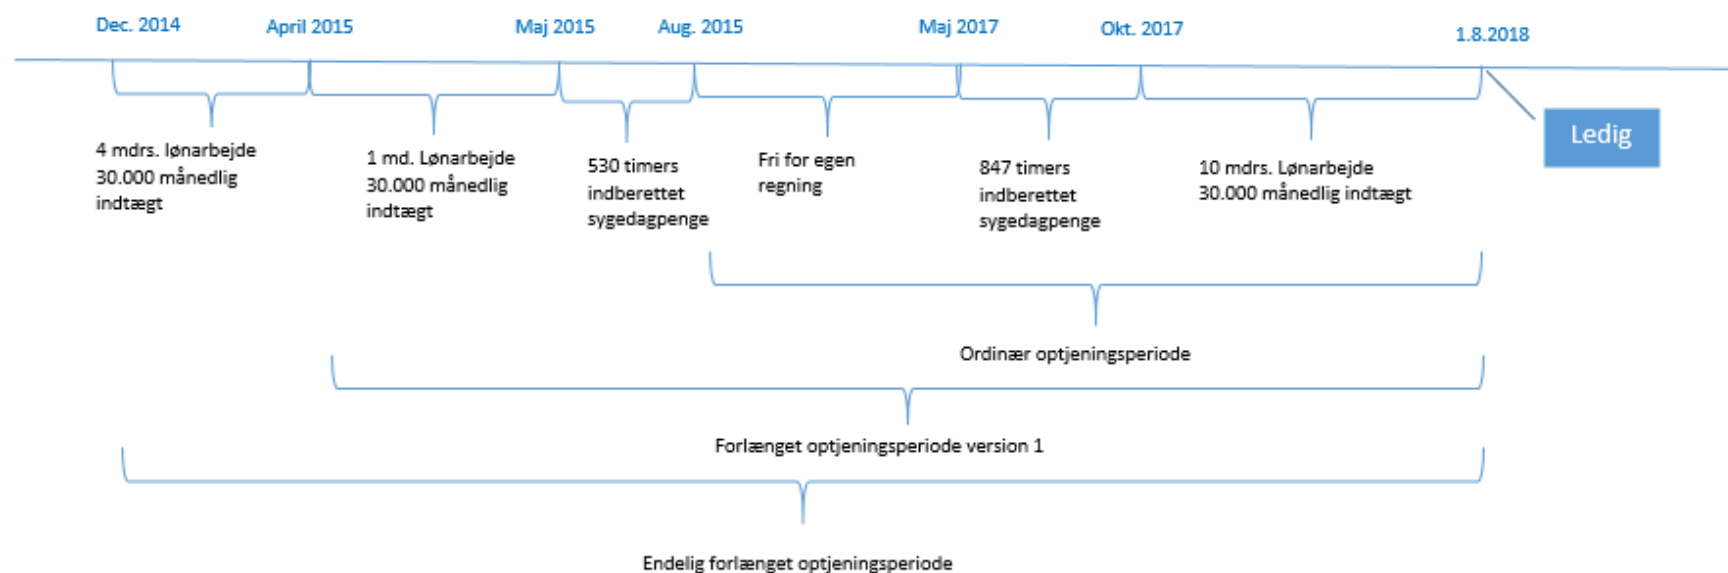 Dec. 2014
April 2015
Maj 2015
Aug. 2015
Maj 2017
Okt. 2017
1.8.2018
Ledig
4 mdrs. lønarbejde
30.000 månedlig
indtægt
1 md. Lønarbejde
30.000 månedlig
indtægt
530 timers
indberettet
sygedagpenge
Fri for egen
regning
847 timers
indberettet
sygedagpenge
10 mdrs. Lønarbejde
30.000 månedlig indtægt
Ordinær optjeningsperiode
Forlænget optjeningsperiode version 1
Endelig forlænget optjeningsperiode